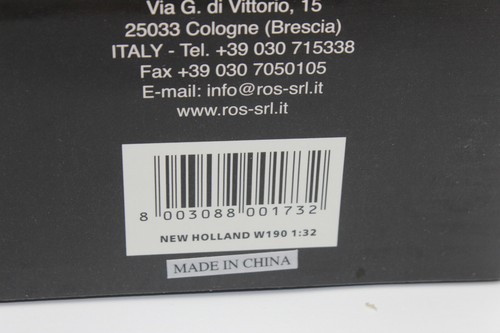 Via G. di Vittorio, 15
25033 Cologne (Brescia)
ITALY - Tel. +39 030 715338
Fax +39 030 7050105
E-mail: info@ros-srl.it
www.ros-srl.it
8 003088 001732
NEW HOLLAND W190 1:32
MADE IN CHINA